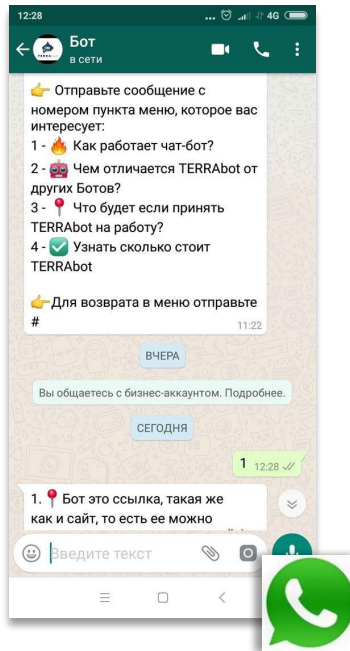 12:28
... 4G
Бот
в сети
👉 Отправьте сообщение с
номером пункта меню, которое вас
интересует:
1 - 🔥 Как работает чат-бот?
2 - 🤖 Чем отличается TERRAbot от
других Ботов?
3 - 📍 Что будет если принять
TERRAbot на работу?
4 - ✅ Узнать сколько стоит
TERRAbot
👉Для возврата в меню отправьте
#
11:22
ВЧЕРА
Вы общаетесь с бизнес-аккаунтом. Подробнее.
СЕГОДНЯ
1 12:28
1. 📍 Бот это ссылка, такая же
как и сайт, то есть ее можно
Введите текст